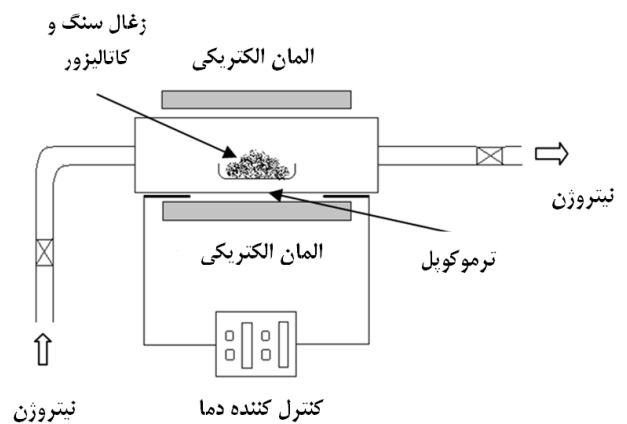 زغال سنگ و
کاتالیزور
المان الکتریکی
نیتروژن
المان الکتریکی
ترموکوپل
کنترل کننده دما
نیتروژن